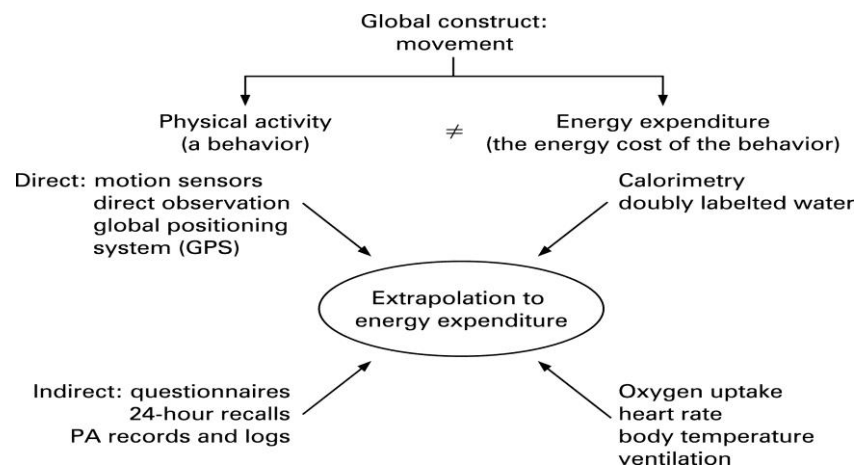 Global construct:
movement
Physical activity
(a behavior)
≠
Energy expenditure
(the energy cost of the behavior)
Direct: motion sensors
direct observation
global positioning
system (GPS)
Calorimetry
doubly labelted water
Extrapolation to
energy expenditure
Indirect: questionnaires
24-hour recalls
PA records and logs
Oxygen uptake
heart rate
body temperature
ventilation